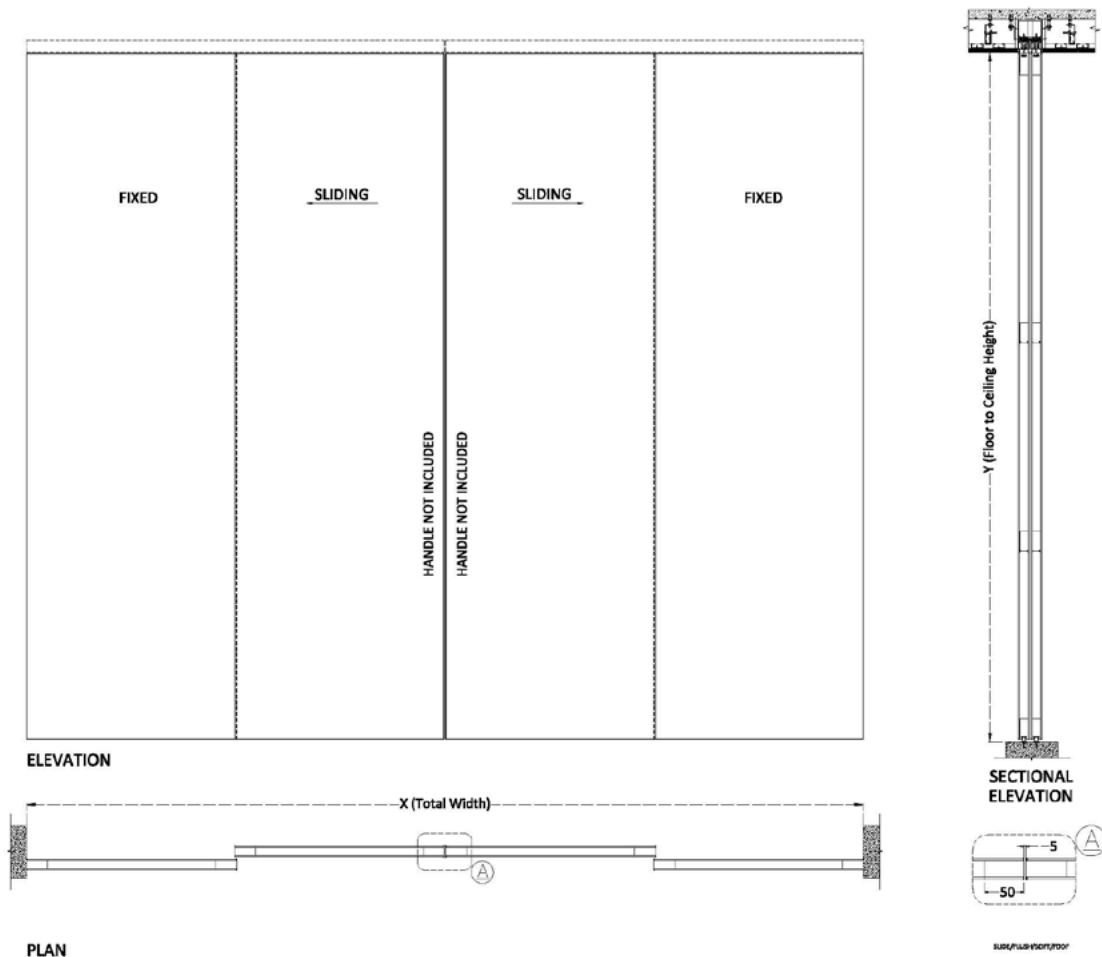 FIXED
SLIDING
SLIDING
FIXED
HANDLE NOT INCLUDED
HANDLE NOT INCLUDED
ELEVATION
Y (Floor to Ceiling Height)
SECTIONAL
ELEVATION
X (Total Width)
A
PLAN
A
5
50